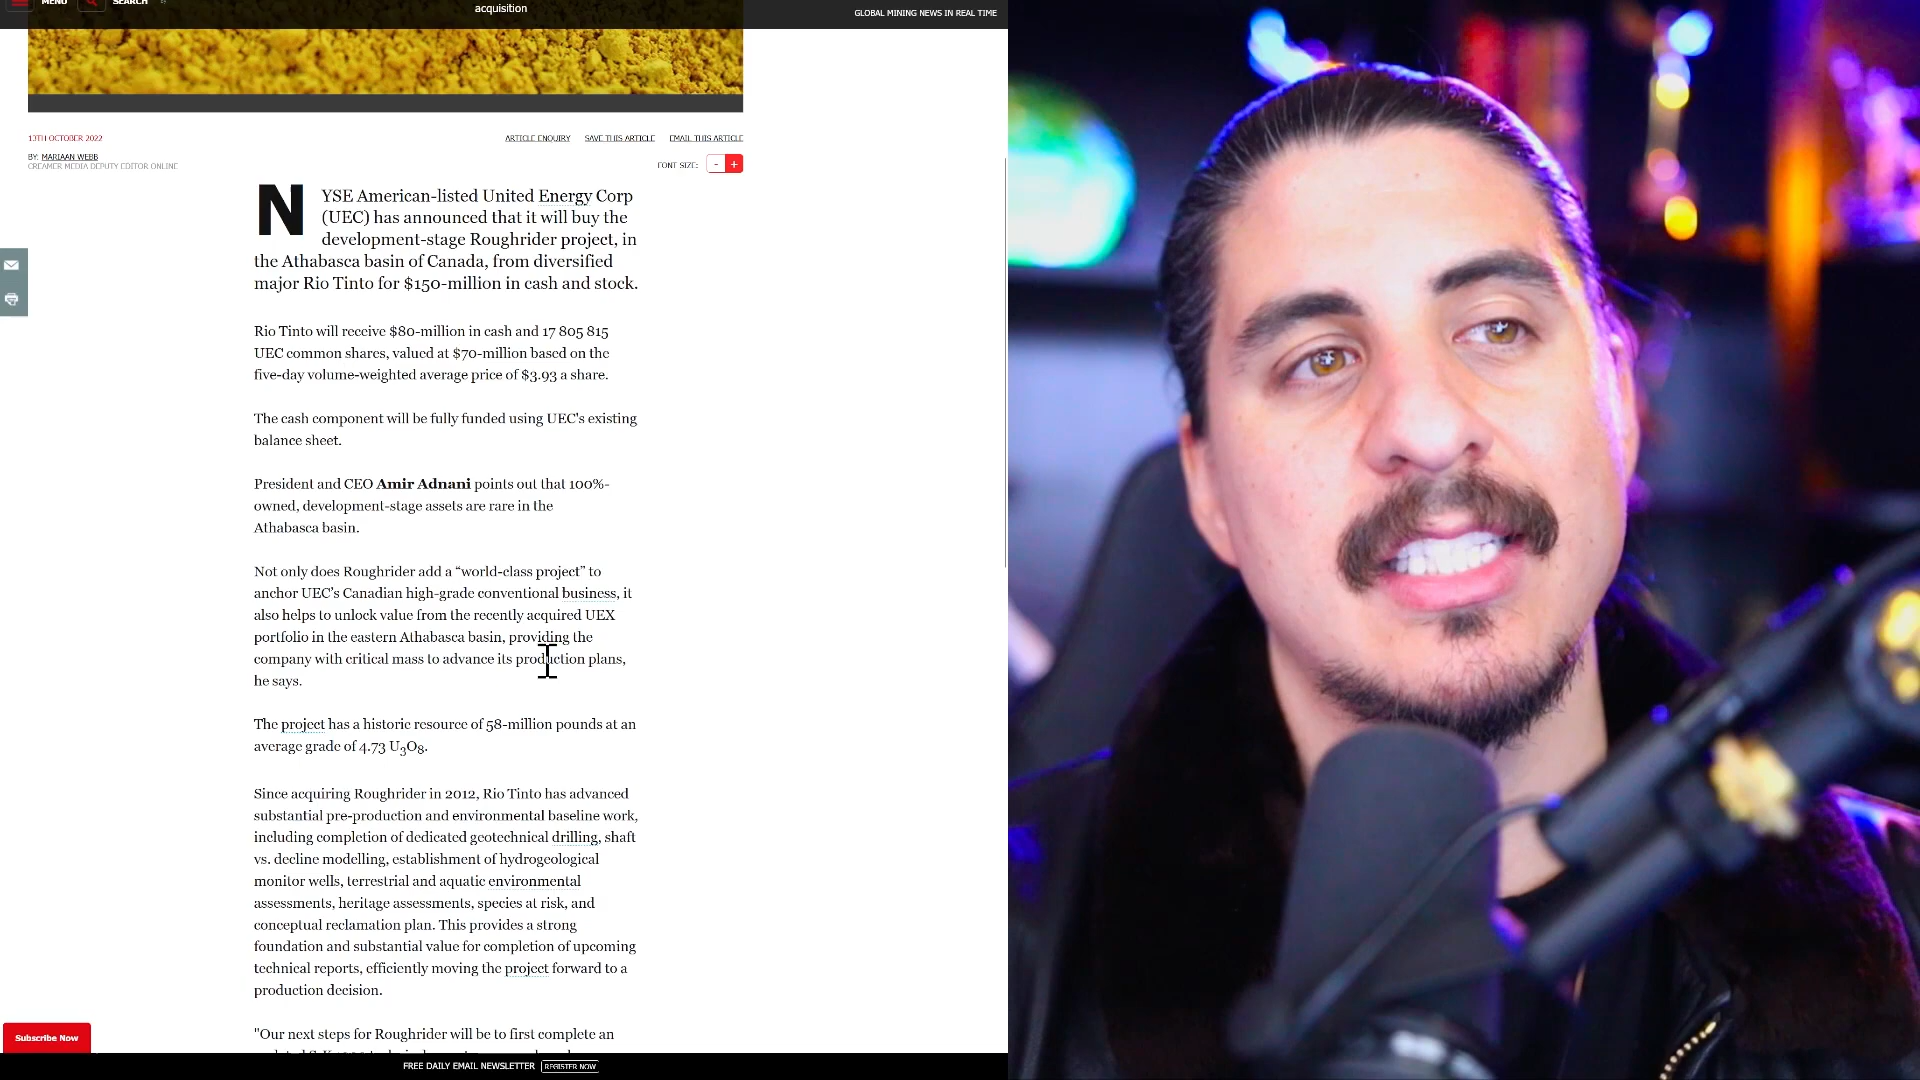 MENU
SEARCH
acquisition
GLOBAL MINING NEWS IN REAL TIME
13TH OCTOBER 2022
ARTICLE ENQUIRY SAVE THIS ARTICLE EMAIL THIS ARTICLE
BY: MARIAAN WEBB
CREAMER MEDIA DEPUTY EDITOR ONLINE
FONT SIZE: - +
NYSE American-listed United Energy Corp
(UEC) has announced that it will buy the
development-stage Roughrider project, in
the Athabasca basin of Canada, from diversified
major Rio Tinto for $150-million in cash and stock.
Rio Tinto will receive $80-million in cash and 17 805 815
UEC common shares, valued at $70-million based on the
five-day volume-weighted average price of $3.93 a share.
The cash component will be fully funded using UEC's existing
balance sheet.
President and CEO Amir Adnani points out that 100%-
owned, development-stage assets are rare in the
Athabasca basin.
Not only does Roughrider add a “world-class project” to
anchor UEC’s Canadian high-grade conventional business, it
also helps to unlock value from the recently acquired UEX
portfolio in the eastern Athabasca basin, providing the
company with critical mass to advance its production plans,
he says.
The project has a historic resource of 58-million pounds at an
average grade of 4.73 U3O8.
Since acquiring Roughrider in 2012, Rio Tinto has advanced
substantial pre-production and environmental baseline work,
including completion of dedicated geotechnical drilling, shaft
vs. decline modelling, establishment of hydrogeological
monitor wells, terrestrial and aquatic environmental
assessments, heritage assessments, species at risk, and
conceptual reclamation plan. This provides a strong
foundation and substantial value for completion of upcoming
technical reports, efficiently moving the project forward to a
production decision.
"Our next steps for Roughrider will be to first complete an
Subscribe Now
FREE DAILY EMAIL NEWSLETTER REGISTER NOW